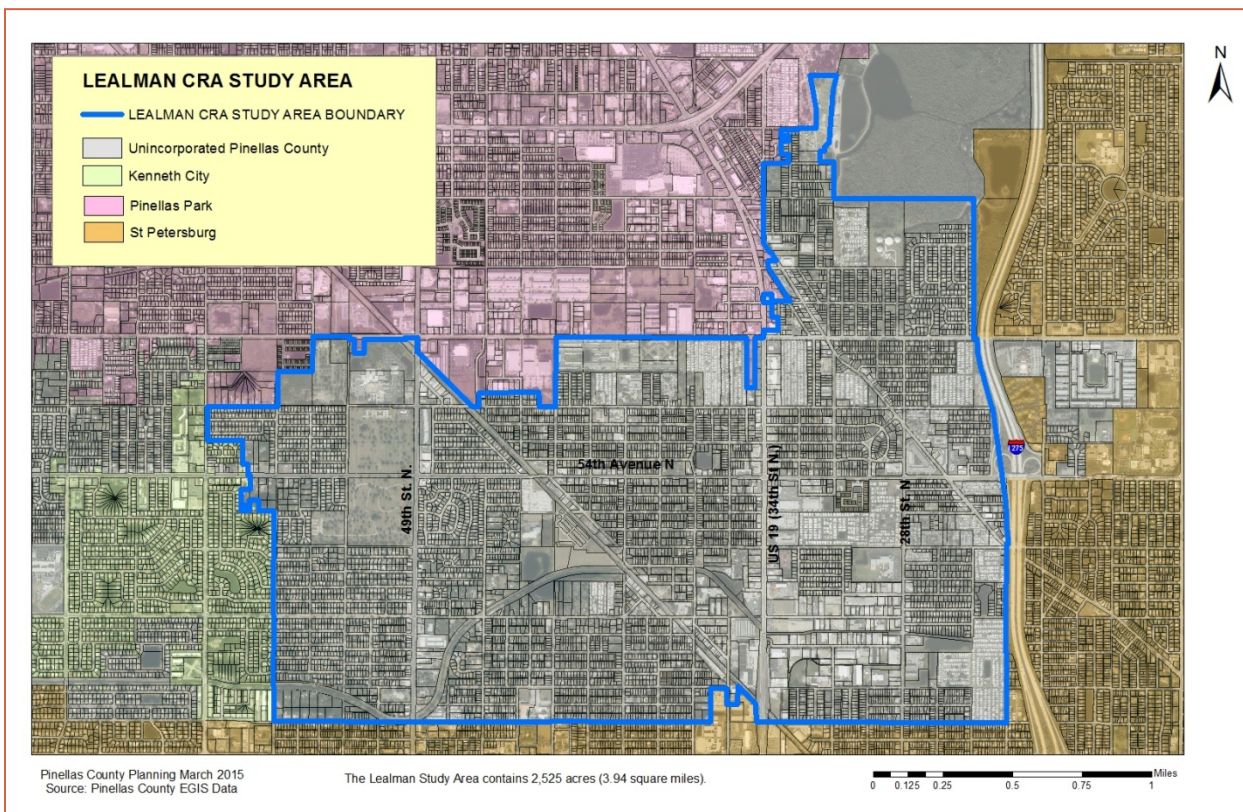 LEALMAN CRA STUDY AREA
LEALMAN CRA STUDY AREA BOUNDARY
Unincorporated Pinellas County
Kenneth City
Pinellas Park
St Petersburg
N
54th Avenue N
49th St. N.
US 19 (34th St N.)
28th St. N
275
Pinellas County Planning March 2015
Source: Pinellas County EGIS Data
The Lealman Study Area contains 2,525 acres (3.94 square miles).
Miles
0 0.125 0.25 0.5 0.75 1